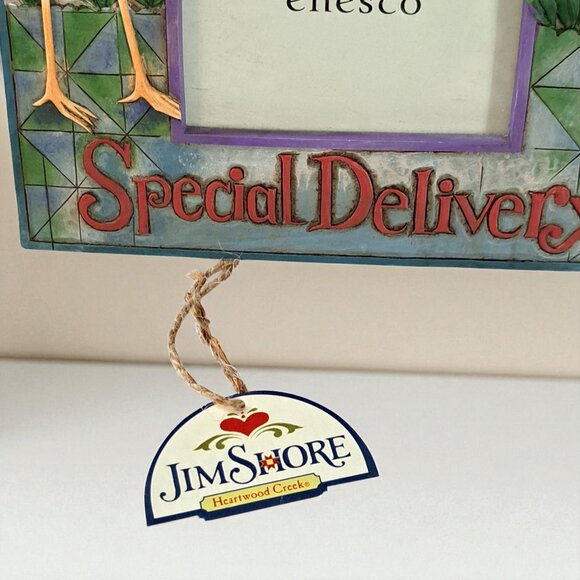 enesco
Special Delivery
JIM SHORE
Heartwood Creek®